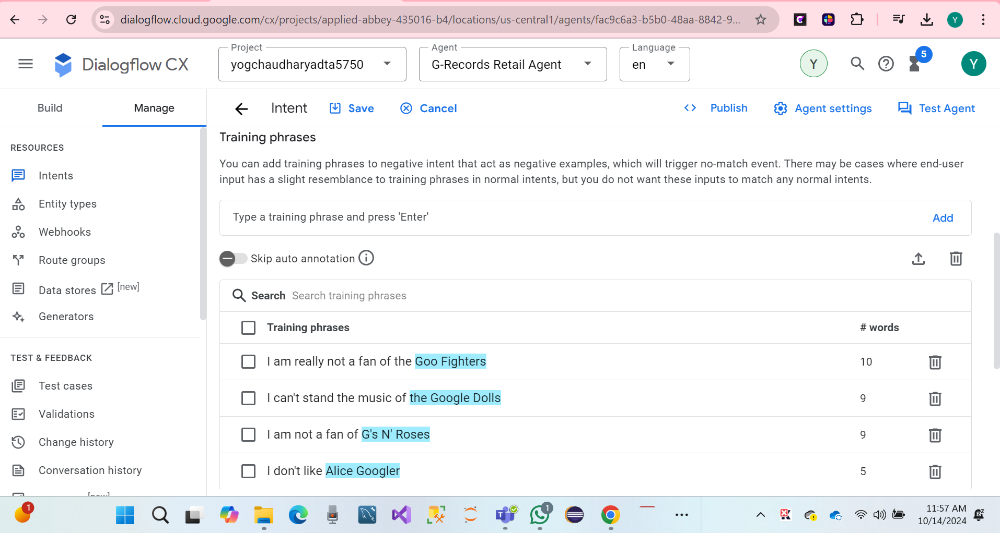 dialogflow.cloud.google.com/cx/projects/applied-abbey-435016-b4/locations/us-central1/agents/fac9c6a3-b5b0-48aa-8842-9...
Y
Dialogflow CX
Project
yogchaudharyadta5750
Agent
G-Records Retail Agent
Language
en
Y
5
Y
Build
Manage
Intent
Save
Cancel
Publish
Agent settings
Test Agent
RESOURCES
Intents
Entity types
Webhooks
Route groups
Data stores [new]
Generators
TEST & FEEDBACK
Test cases
Validations
Change history
Conversation history
[new]
Training phrases
You can add training phrases to negative intent that act as negative examples, which will trigger no-match event. There may be cases where end-user
input has a slight resemblance to training phrases in normal intents, but you do not want these inputs to match any normal intents.
Type a training phrase and press 'Enter'
Add
Skip auto annotation
Search Search training phrases
Training phrases # words
I am really not a fan of the Goo Fighters 10
I can't stand the music of the Google Dolls 9
I am not a fan of G's N' Roses 9
I don't like Alice Googler 5
1
1
11:57 AM
10/14/2024